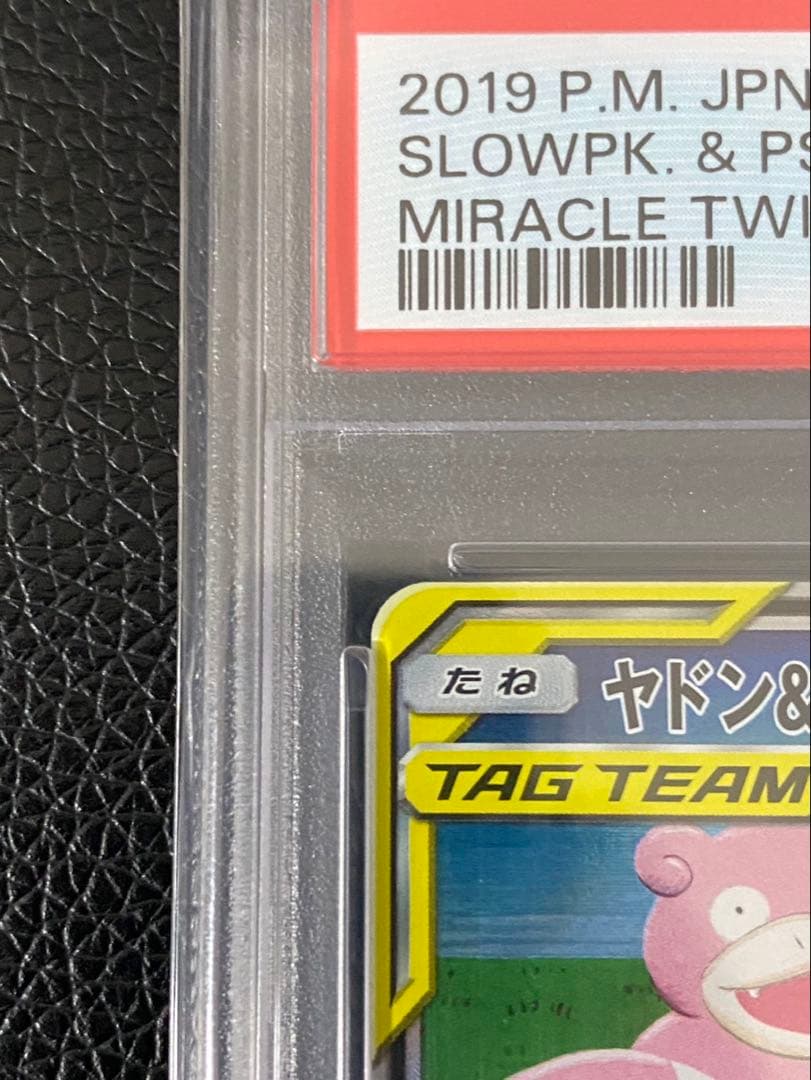 2019 P.M. JPN
SLOWPK. & PS
MIRACLE TWI
たね
ヤドン&
TAG TEAM